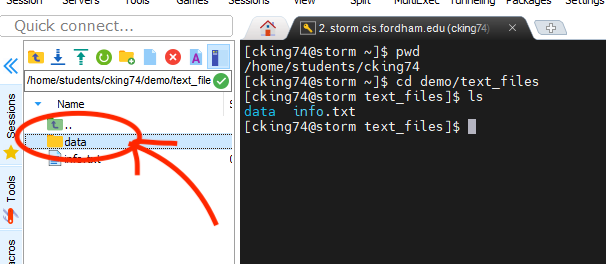 Session Servers Tools Games Sessions View Split MultiExec Tunneling Packages Settings
Quick connect...
2. storm.cis.fordham.edu (cking74)
/home/students/cking74/demo/text_file
Name
..
data
info.txt
Sessions
Tools
[cking74@storm ~]$ pwd
/home/students/cking74
[cking74@storm ~]$ cd demo/text_files
[cking74@storm text_files]$ ls
data info.txt
[cking74@storm text_files]$